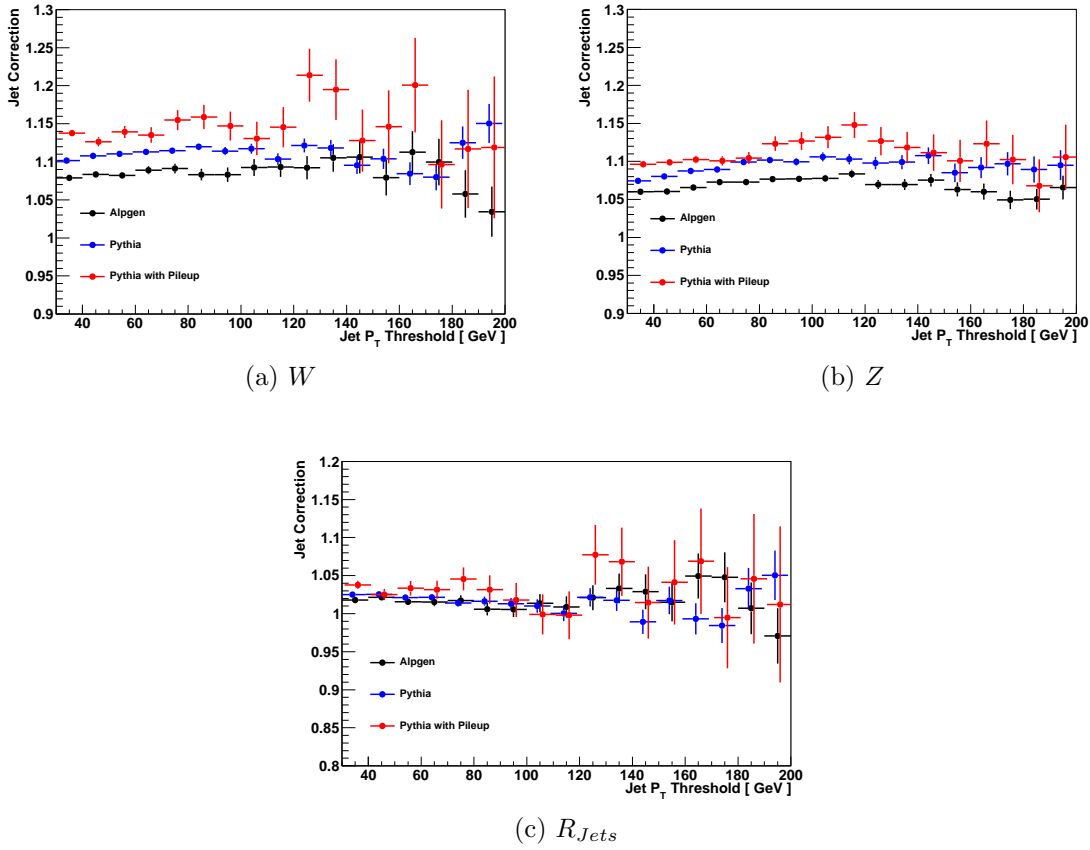 Jet Correction
1.3
1.25
1.2
1.15
1.1
1.05
1
0.95
0.9
Alpgen
Pythia
Pythia with Pileup
40 60 80 100 120 140 160 180 200
Jet P_T Threshold [ GeV ]
(a) W
Jet Correction
1.3
1.25
1.2
1.15
1.1
1.05
1
0.95
0.9
Alpgen
Pythia
Pythia with Pileup
40 60 80 100 120 140 160 180 200
Jet P_T Threshold [ GeV ]
(b) Z
Jet Correction
1.2
1.15
1.1
1.05
1
0.95
0.9
0.85
0.8
Alpgen
Pythia
Pythia with Pileup
40 60 80 100 120 140 160 180 200
Jet P_T Threshold [ GeV ]
(c) R_Jets